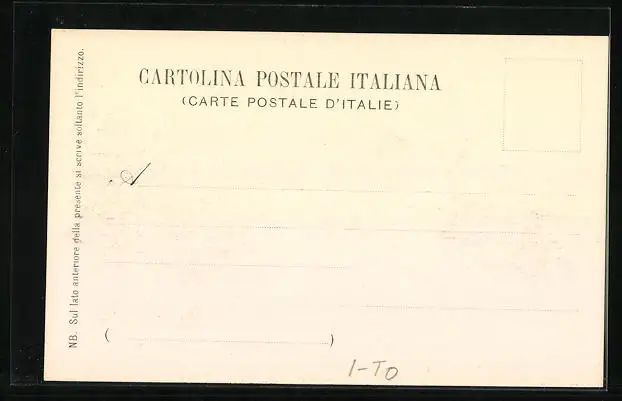 CARTOLINA POSTALE ITALIANA
(CARTE POSTALE D'ITALIE)
NB. Sul lato anteriore della presente si scrive soltanto l'indirizzo.
A
( )
I-TO